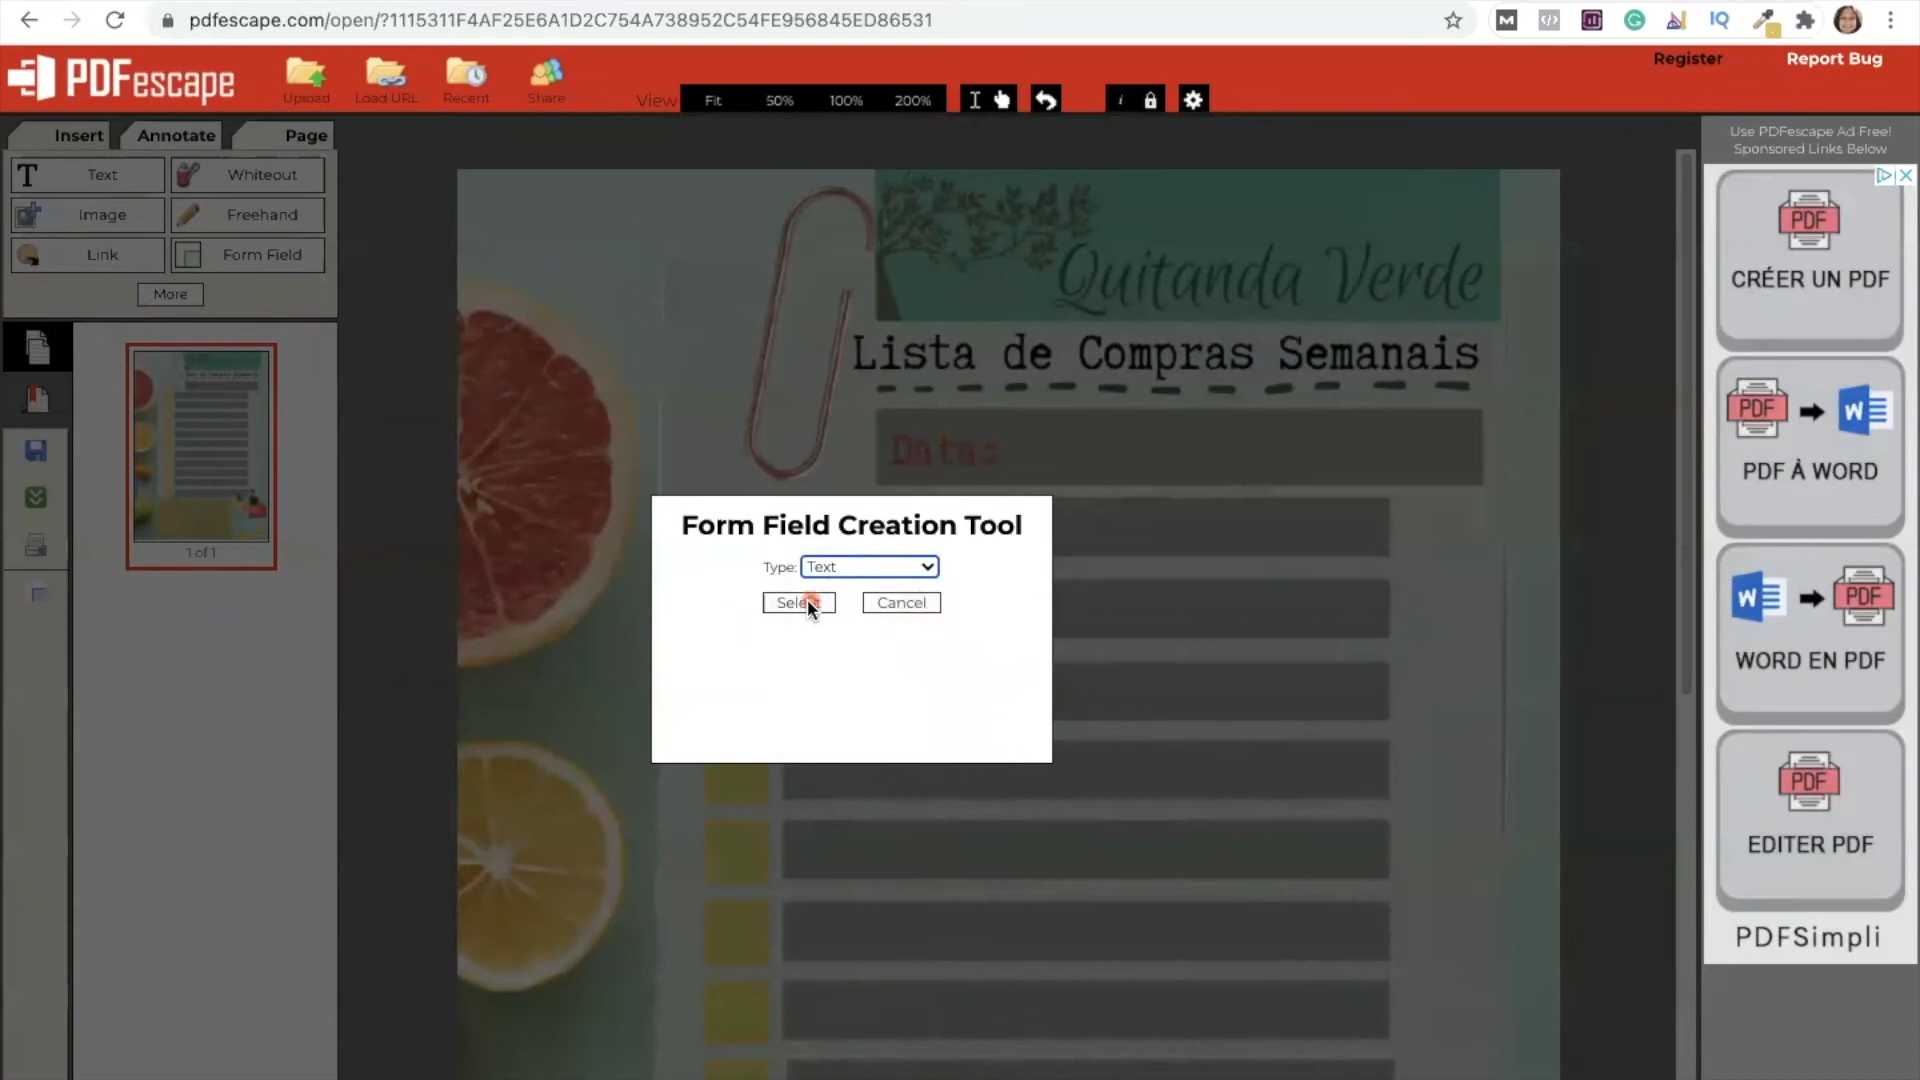 pdfescape.com/open/?1115311F4AF25E6A1D2C754A738952C54FE956845ED86531
PDFescape
Upload
Load URL
Recent
Share
View
Fit
50%
100%
200%
Register
Report Bug
Insert
Annotate
Page
Text
Whiteout
Image
Freehand
Link
Form Field
More
1 of 1
Quitanda Verde
Lista de Compras Semanais
Data:
Form Field Creation Tool
Type: Text
Select
Cancel
Use PDFescape Ad Free!
Sponsored Links Below
PDF
CRÉER UN PDF
PDF
W
PDF À WORD
W
PDF
WORD EN PDF
PDF
EDITER PDF
PDFSimpli